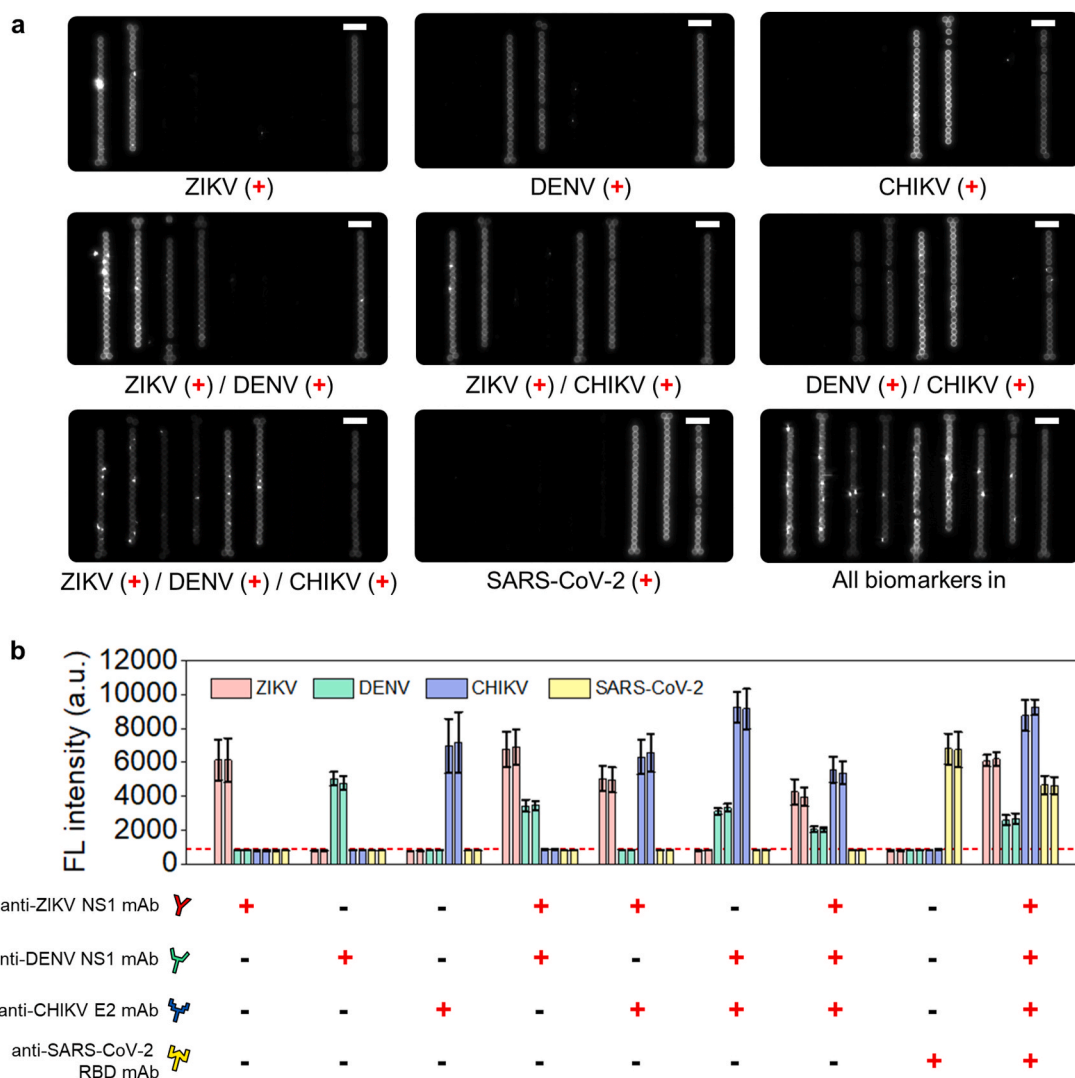 a
ZIKV (+)
DENV (+)
CHIKV (+)
ZIKV (+) / DENV (+)
ZIKV (+) / CHIKV (+)
DENV (+) / CHIKV (+)
ZIKV (+) / DENV (+) / CHIKV (+)
SARS-CoV-2 (+)
All biomarkers in
b
FL intensity (a.u.)
12000
10000
8000
6000
4000
2000
0
ZIKV
DENV
CHIKV
SARS-CoV-2
anti-ZIKV NS1 mAb + - - + + - + - +
nti-DENV NS1 mAb - + - + - + + - +
nti-CHIKV E2 mAb - - + - + + + - +
anti-SARS-CoV-2
RBD mAb - - - - - - - + +